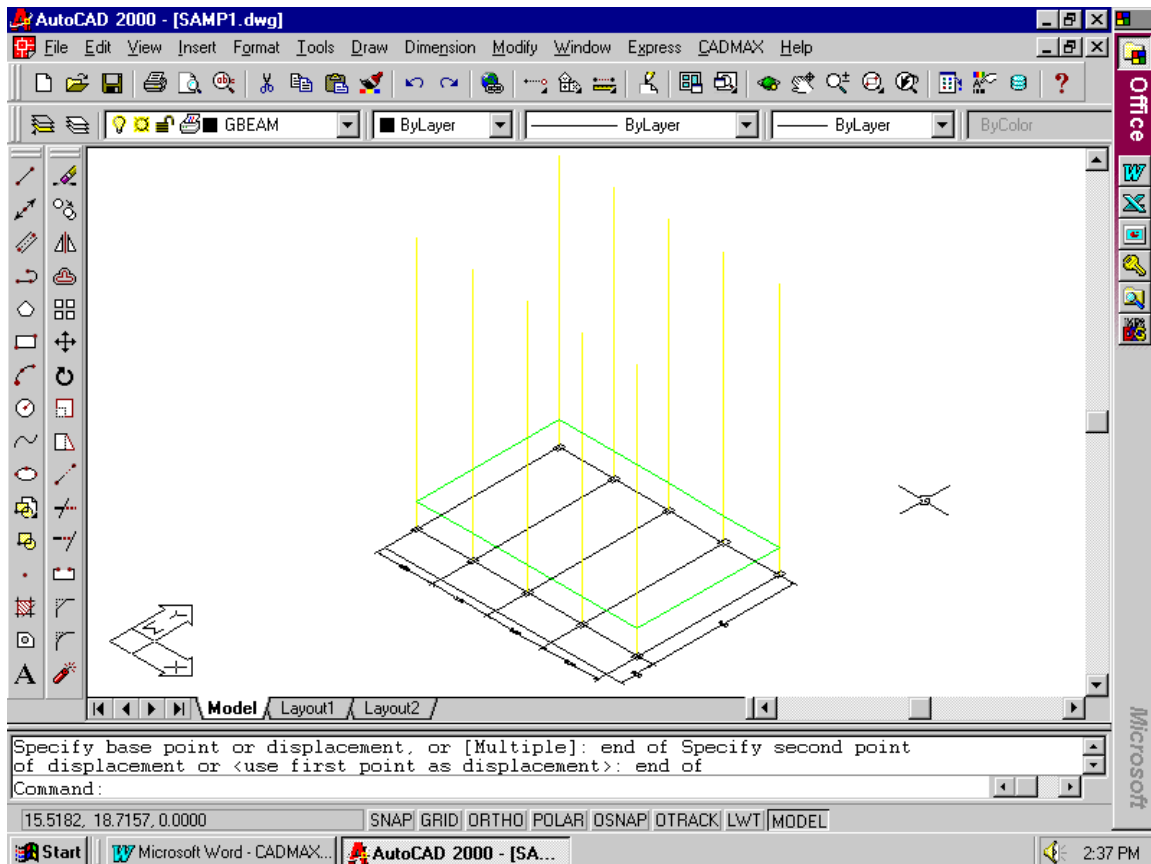 AutoCAD 2000 - [SAMP1.dwg]
File Edit View Insert Format Tools Draw Dimension Modify Window Express CADMAX Help
GBEAM ByLayer ByLayer ByLayer ByColor
Office
Model Layout1 Layout2
Specify base point or displacement, or [Multiple]: end of Specify second point
of displacement or <use first point as displacement>: end of
Command:
15.5182, 18.7157, 0.0000 SNAP GRID ORTHO POLAR OSNAP OTRACK LWT MODEL
Microsoft
Start Microsoft Word - CADMAX... AutoCAD 2000 - [SA... 2:37 PM